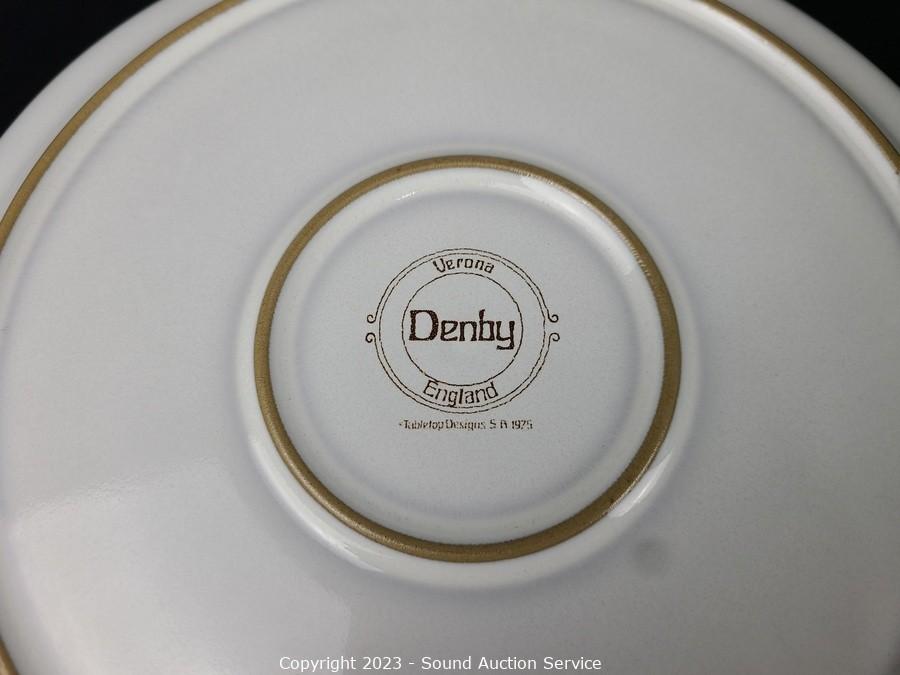 Verona
Denby
England
©Tabletop Designs S.A 1975
Copyright 2023 - Sound Auction Service